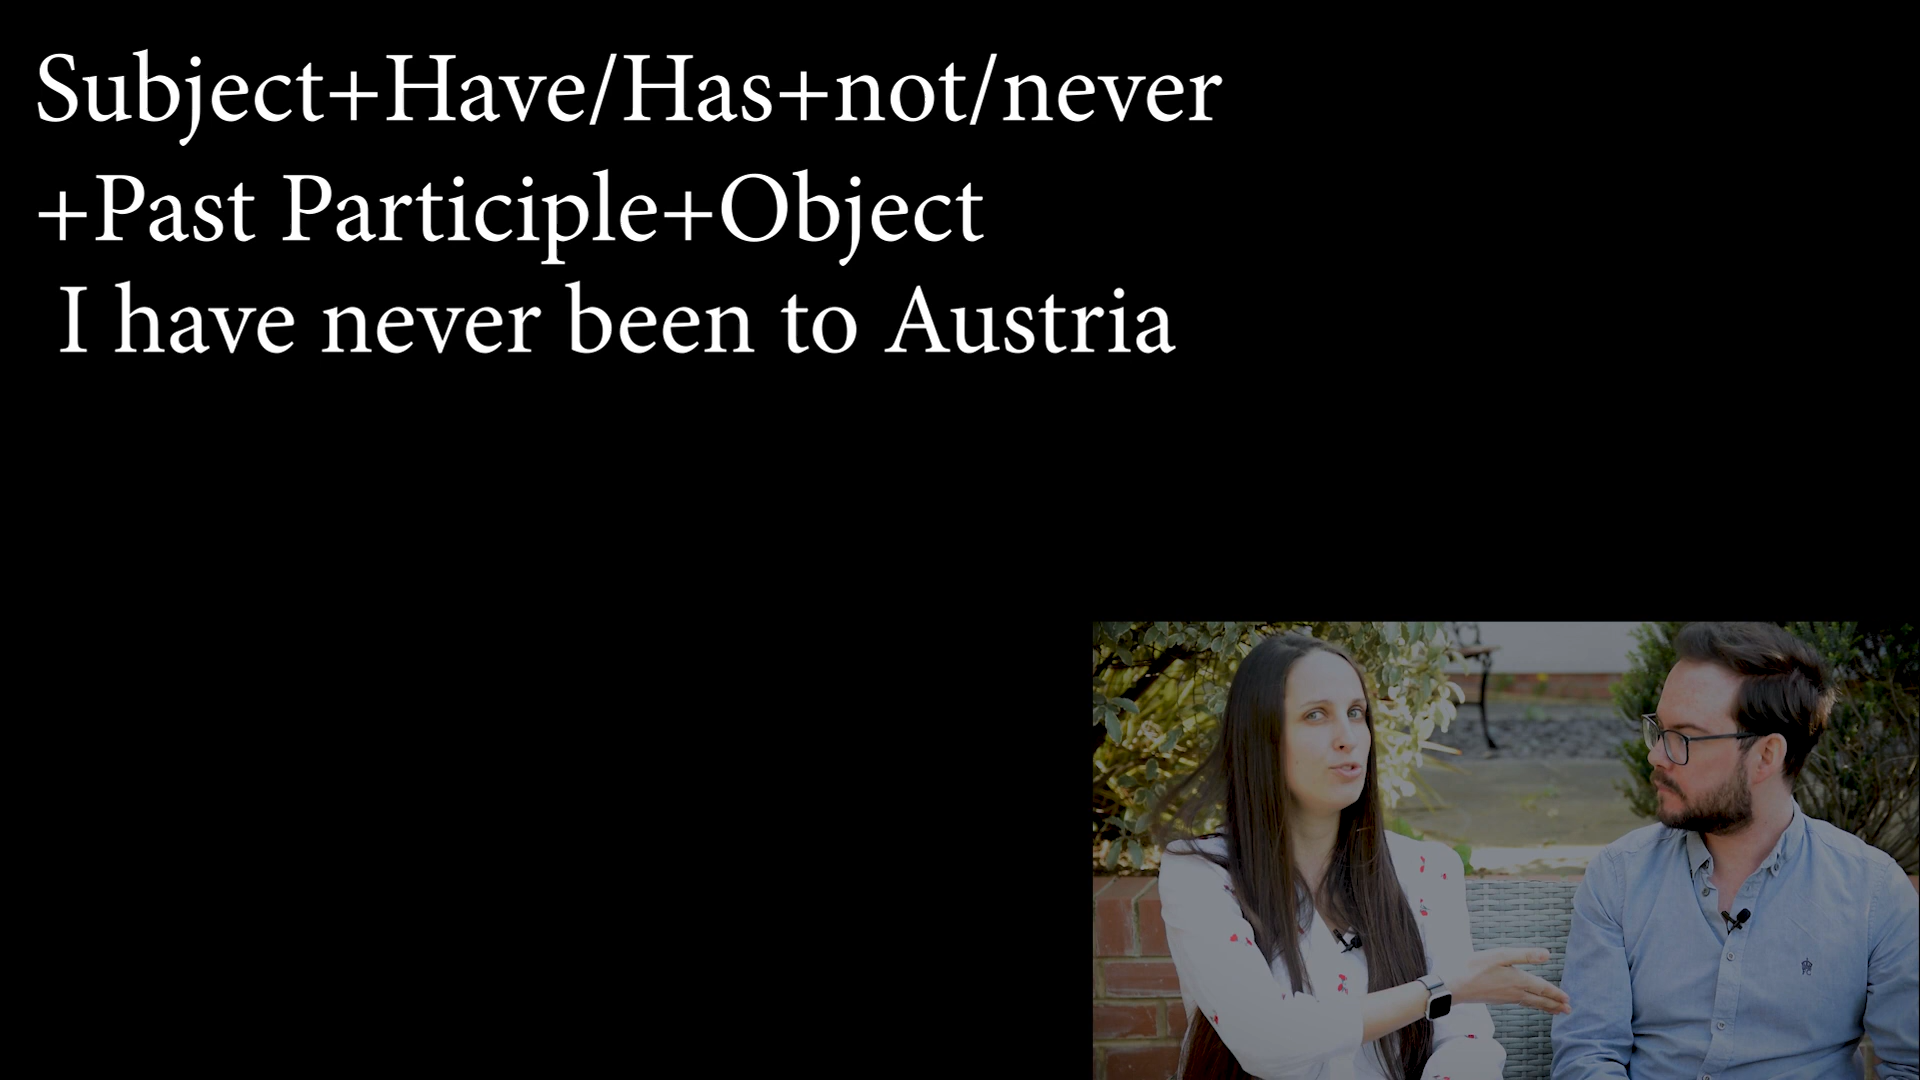 Subject+Have/Has+not/never
+Past Participle+Object
I have never been to Austria